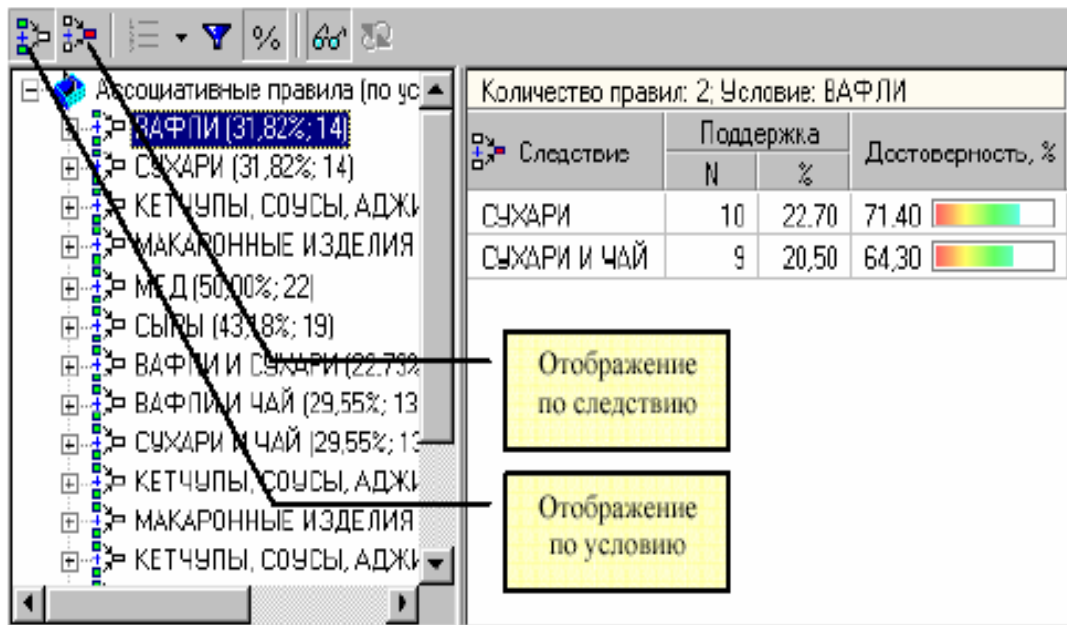 %
Ассоциативные правила (по ус
ВАФЛИ (31,82%; 14)
СУХАРИ (31,82%; 14)
КЕТЧУПЫ, СОУСЫ, АДЖИ
МАКАРОННЫЕ ИЗДЕЛИЯ
МЕД (50,00%; 22)
СЫРЫ (43,18%; 19)
ВАФЛИ И СУХАРИ (22.73%
ВАФЛИ И ЧАЙ (29,55%; 13
СУХАРИ И ЧАЙ (29,55%; 13
КЕТЧУПЫ, СОУСЫ, АДЖИ
МАКАРОННЫЕ ИЗДЕЛИЯ
КЕТЧУПЫ, СОУСЫ, АДЖИ
Количество правил: 2; Условие: ВАФЛИ
Следствие Поддержка Достоверность, %
N %
СУХАРИ 10 22.70 71.40
СУХАРИ И ЧАЙ 9 20,50 64,30
Отображение
по следствию
Отображение
по условию